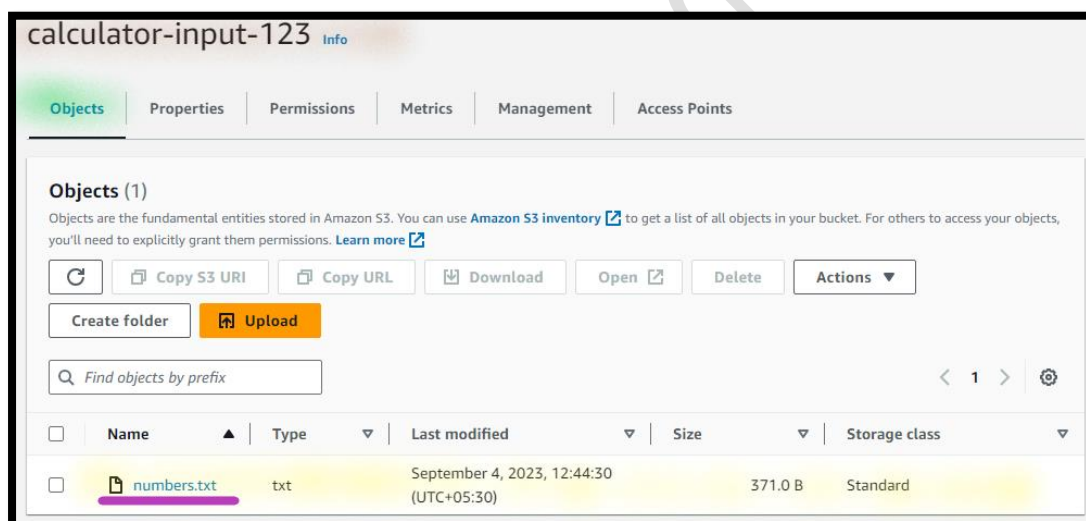 calculator-input-123 Info
Objects Properties Permissions Metrics Management Access Points
Objects (1)
Objects are the fundamental entities stored in Amazon S3. You can use Amazon S3 inventory to get a list of all objects in your bucket. For others to access your objects,
you'll need to explicitly grant them permissions. Learn more
Copy S3 URI Copy URL Download Open Delete Actions
Create folder Upload
Find objects by prefix 1
Name Type Last modified Size Storage class
numbers.txt txt September 4, 2023, 12:44:30 371.0 B Standard
(UTC+05:30)